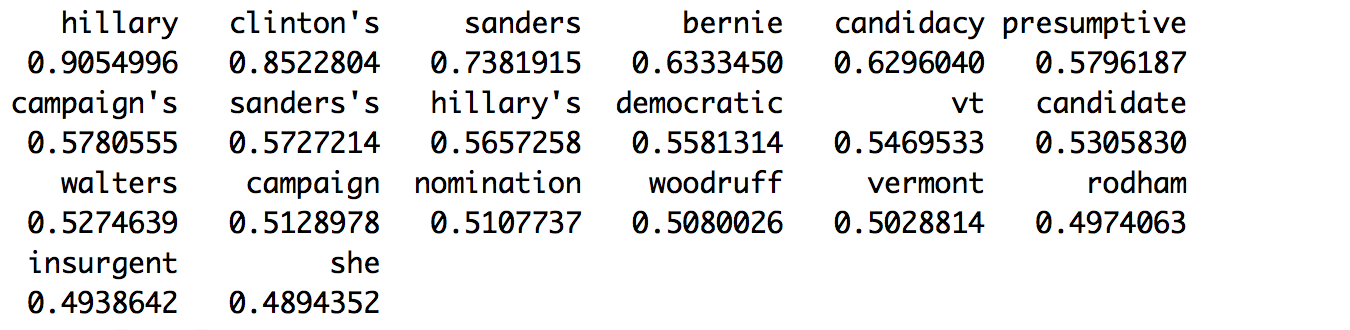 hillary clinton's sanders bernie candidacy presumptive
0.9054996 0.8522804 0.7381915 0.6333450 0.6296040 0.5796187
campaign's sanders's hillary's democratic vt candidate
0.5780555 0.5727214 0.5657258 0.5581314 0.5469533 0.5305830
walters campaign nomination woodruff vermont rodham
0.5274639 0.5128978 0.5107737 0.5080026 0.5028814 0.4974063
insurgent she
0.4938642 0.4894352